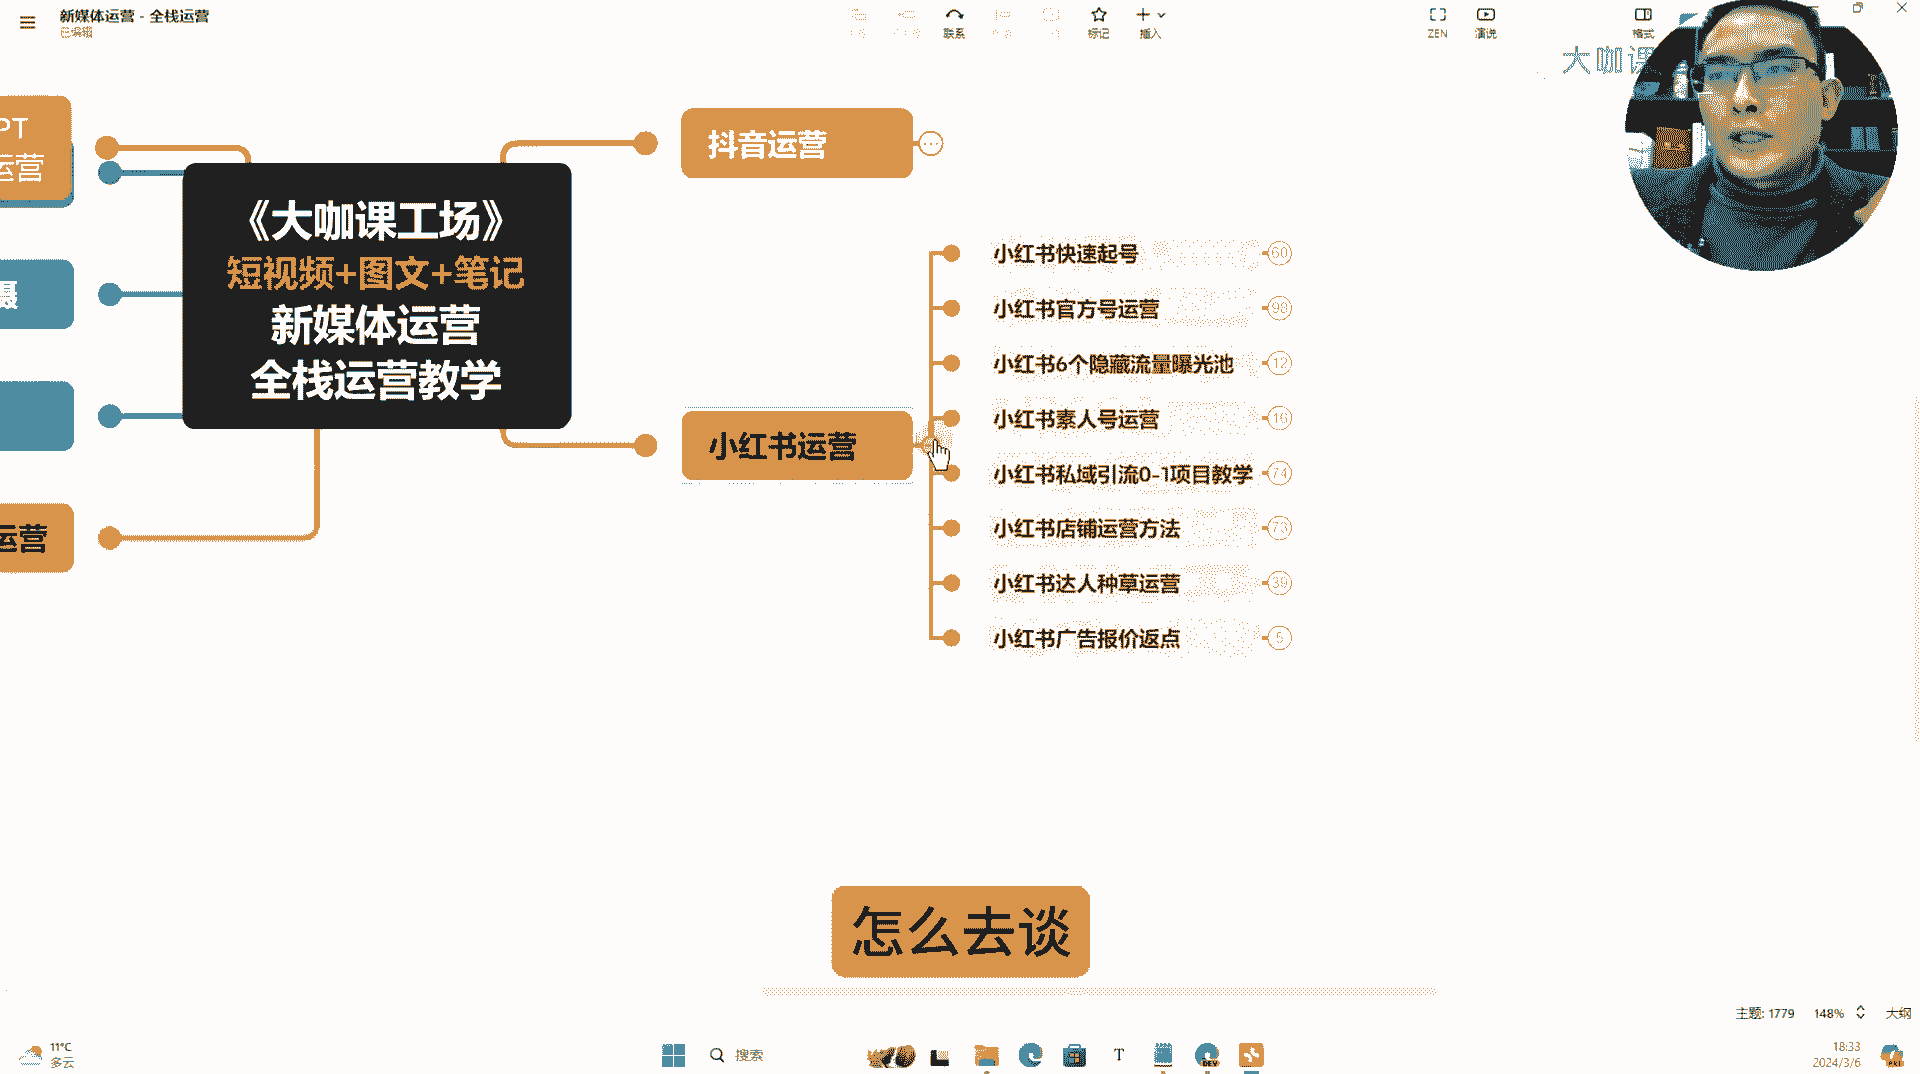 新媒体运营 - 全栈运营
已编辑
联系
标记
插入
ZEN
演说
格式
大咖课
PT
运营
摄
运营
《大咖课工场》
短视频+图文+笔记
新媒体运营
全栈运营教学
抖音运营
小红书运营
小红书快速起号
60
小红书官方号运营
98
小红书6个隐藏流量曝光池
12
小红书素人号运营
16
小红书私域引流0-1项目教学
74
小红书店铺运营方法
73
小红书达人种草运营
39
小红书广告报价返点
5
怎么去谈
主题: 1779
148%
大纲
11°C
多云
搜索
T
DEV
18:33
2024/3/6